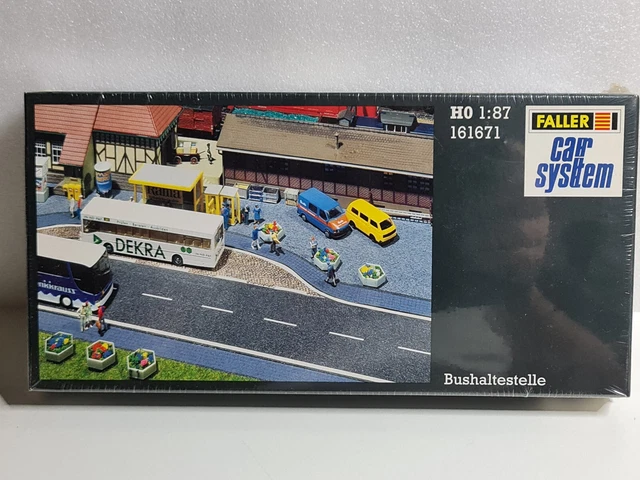 H0 1:87
161671
FALLER
car
system
DEKRA
Bushaltestelle